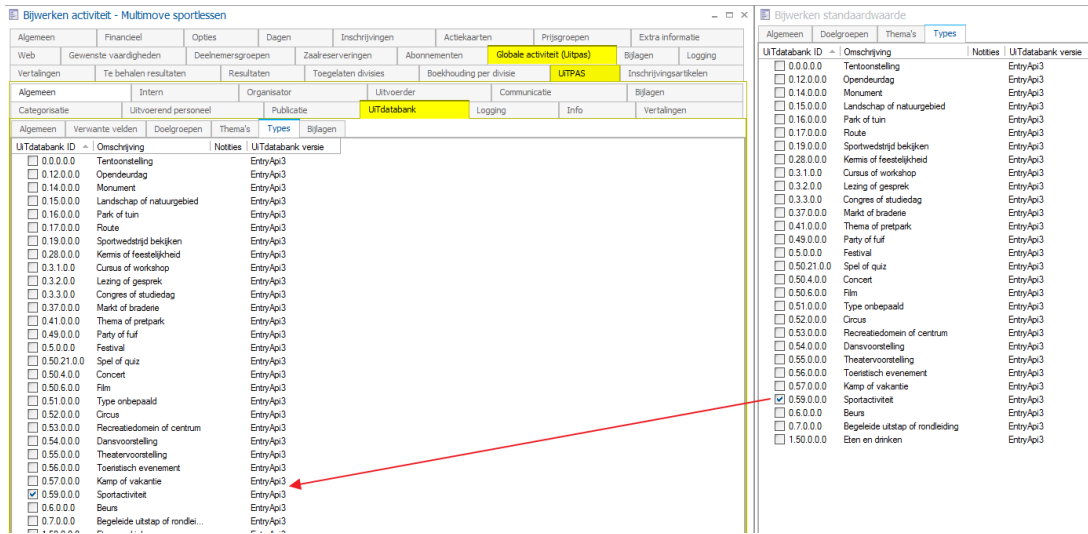 Bijwerken activiteit - Multimove sportlessen
Algemeen Financieel Opties Dagen Inschrijvingen Actiekaarten Prijsgroepen Extra informatie
Web Gewenste vaardigheden Deelnemersgroepen Zaalreserveringen Abonnementen Globale activiteit (Uitpas) Bijlagen Logging
Vertalingen Te behalen resultaten Resultaten Toegelaten divisies Boekhouding per divisie UiTPAS Inschrijvingsartikelen
Algemeen Intern Organisator Uitvoerder Communicatie Bijlagen
Categorisatie Uitvoerend personeel Publicatie UiTdatabank Logging Info Vertalingen
Algemeen Verwante velden Doelgroepen Thema's Types Bijlagen
UiTdatabank ID Omschrijving Notities UiTdatabank versie
0.0.0.0.0 Tentoonstelling EntryApi3
0.12.0.0.0 Opendeurdag EntryApi3
0.14.0.0.0 Monument EntryApi3
0.15.0.0.0 Landschap of natuurgebied EntryApi3
0.16.0.0.0 Park of tuin EntryApi3
0.17.0.0.0 Route EntryApi3
0.19.0.0.0 Sportwedstrijd bekijken EntryApi3
0.28.0.0.0 Kermis of feestelijkheid EntryApi3
0.3.1.0.0 Cursus of workshop EntryApi3
0.3.2.0.0 Lezing of gesprek EntryApi3
0.3.3.0.0 Congres of studiedag EntryApi3
0.37.0.0.0 Markt of braderie EntryApi3
0.41.0.0.0 Thema of pretpark EntryApi3
0.49.0.0.0 Party of fuif EntryApi3
0.5.0.0.0 Festival EntryApi3
0.50.21.0.0 Spel of quiz EntryApi3
0.50.4.0.0 Concert EntryApi3
0.50.6.0.0 Film EntryApi3
0.51.0.0.0 Type onbepaald EntryApi3
0.52.0.0.0 Circus EntryApi3
0.53.0.0.0 Recreatiedomein of centrum EntryApi3
0.54.0.0.0 Dansvoorstelling EntryApi3
0.55.0.0.0 Theatervoorstelling EntryApi3
0.56.0.0.0 Toeristisch evenement EntryApi3
0.57.0.0.0 Kamp of vakantie EntryApi3
0.59.0.0.0 Sportactiviteit EntryApi3
0.6.0.0.0 Beurs EntryApi3
0.7.0.0.0 Begeleide uitstap of rondlei... EntryApi3
Bijwerken standaardwaarde
Algemeen Doelgroepen Thema's Types
UiTdatabank ID Omschrijving Notities UiTdatabank versie
0.0.0.0.0 Tentoonstelling EntryApi3
0.12.0.0.0 Opendeurdag EntryApi3
0.14.0.0.0 Monument EntryApi3
0.15.0.0.0 Landschap of natuurgebied EntryApi3
0.16.0.0.0 Park of tuin EntryApi3
0.17.0.0.0 Route EntryApi3
0.19.0.0.0 Sportwedstrijd bekijken EntryApi3
0.28.0.0.0 Kermis of feestelijkheid EntryApi3
0.3.1.0.0 Cursus of workshop EntryApi3
0.3.2.0.0 Lezing of gesprek EntryApi3
0.3.3.0.0 Congres of studiedag EntryApi3
0.37.0.0.0 Markt of braderie EntryApi3
0.41.0.0.0 Thema of pretpark EntryApi3
0.49.0.0.0 Party of fuif EntryApi3
0.5.0.0.0 Festival EntryApi3
0.50.21.0.0 Spel of quiz EntryApi3
0.50.4.0.0 Concert EntryApi3
0.50.6.0.0 Film EntryApi3
0.51.0.0.0 Type onbepaald EntryApi3
0.52.0.0.0 Circus EntryApi3
0.53.0.0.0 Recreatiedomein of centrum EntryApi3
0.54.0.0.0 Dansvoorstelling EntryApi3
0.55.0.0.0 Theatervoorstelling EntryApi3
0.56.0.0.0 Toeristisch evenement EntryApi3
0.57.0.0.0 Kamp of vakantie EntryApi3
0.59.0.0.0 Sportactiviteit EntryApi3
0.6.0.0.0 Beurs EntryApi3
0.7.0.0.0 Begeleide uitstap of rondleiding EntryApi3
1.50.0.0.0 Eten en drinken EntryApi3